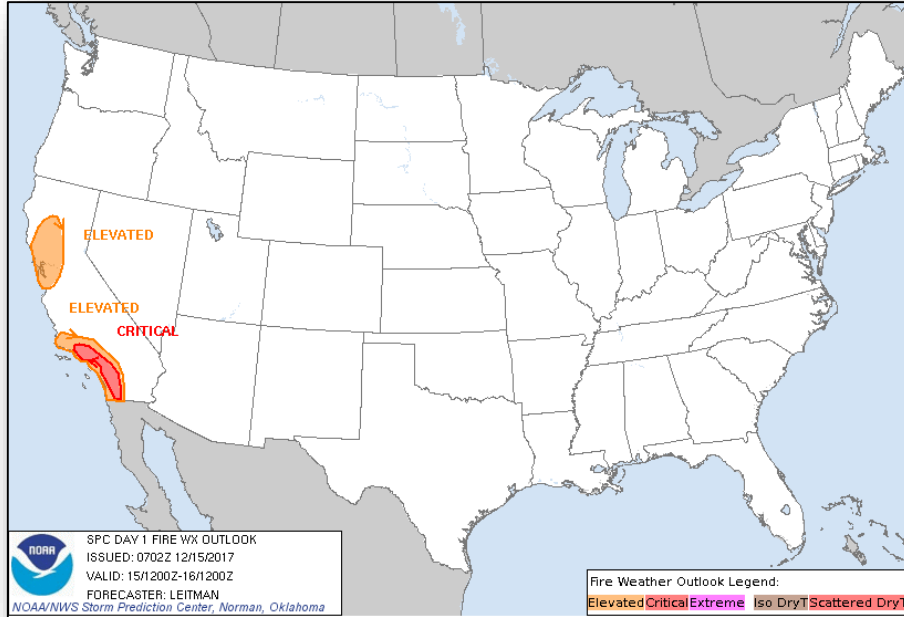 ELEVATED
ELEVATED
CRITICAL
NOAA
SPC DAY 1 FIRE WX OUTLOOK
ISSUED: 0702Z 12/15/2017
VALID: 15/1200Z-16/1200Z
FORECASTER: LEITMAN
NOAA/NWS Storm Prediction Center, Norman, Oklahoma
Fire Weather Outlook Legend:
Elevated Critical Extreme Iso DryT Scattered DryT